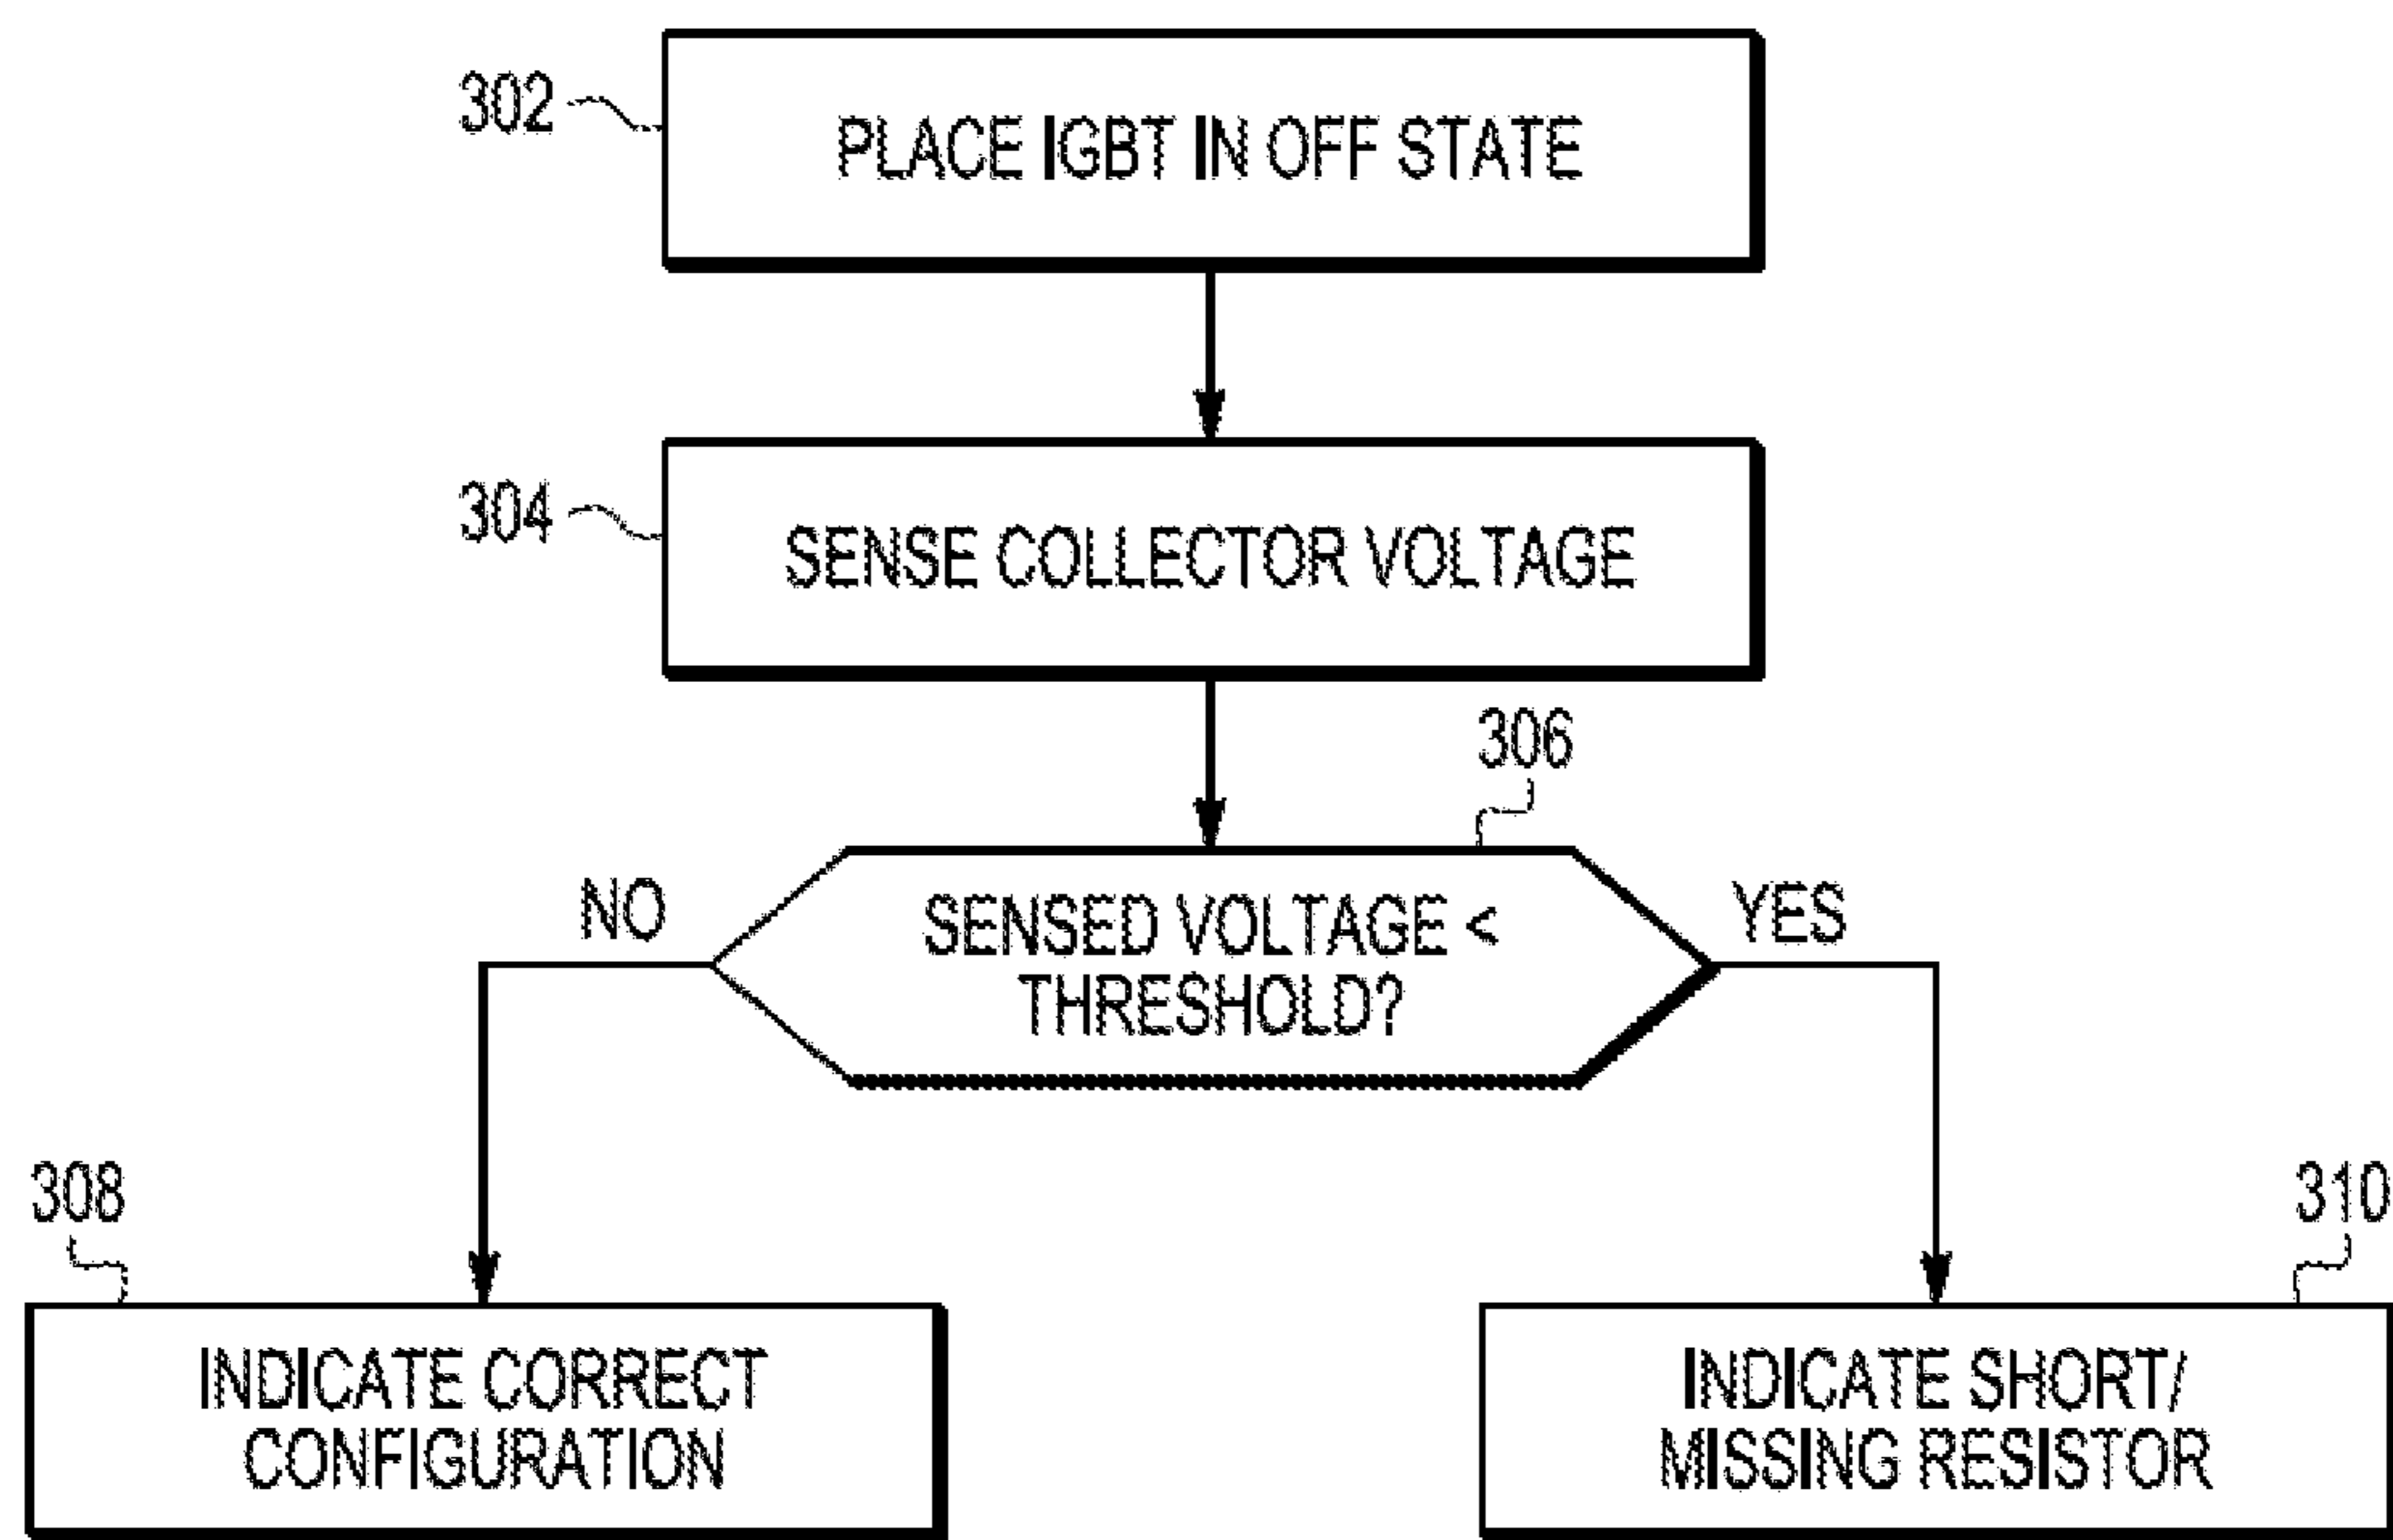 302
PLACE IGBT IN OFF STATE
304
SENSE COLLECTOR VOLTAGE
306
NO
SENSED VOLTAGE <
THRESHOLD?
YES
308
INDICATE CORRECT
CONFIGURATION
310
INDICATE SHORT/
MISSING RESISTOR